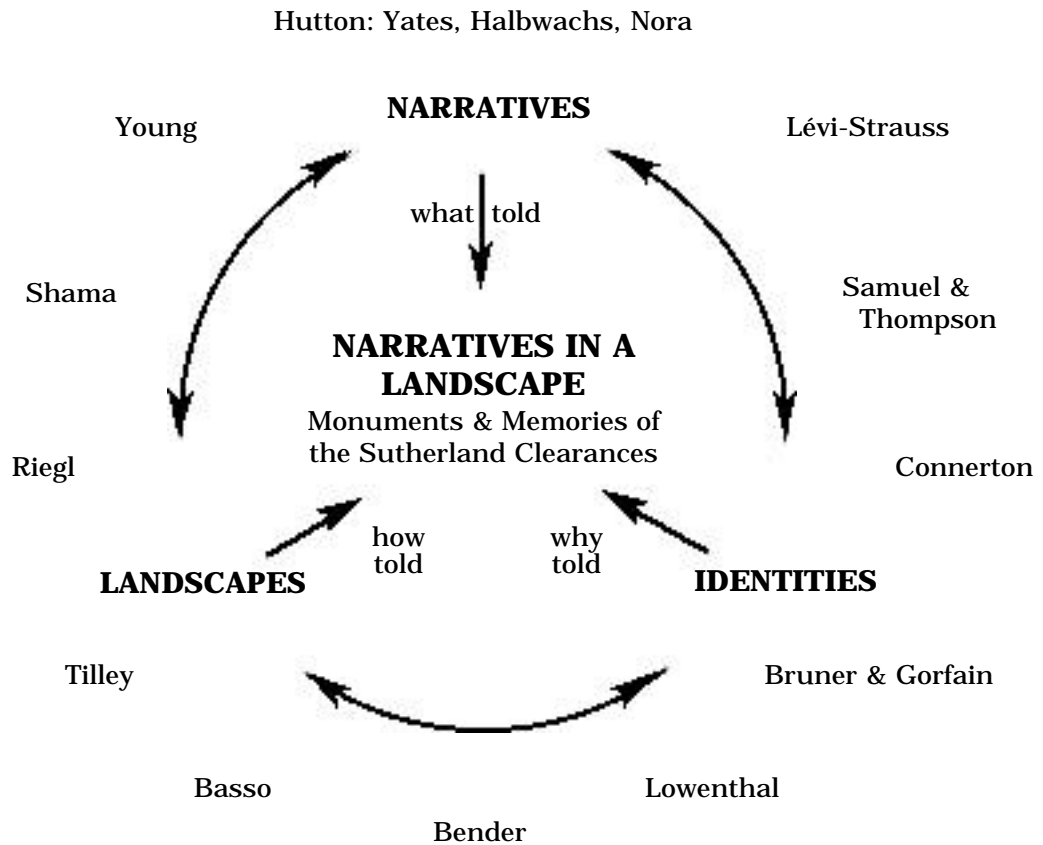 Hutton: Yates, Halbwachs, Nora
NARRATIVES
Young
Lévi-Strauss
what told
Shama
Samuel &
Thompson
NARRATIVES IN A
LANDSCAPE
Monuments & Memories of
the Sutherland Clearances
Riegl
Connerton
how
told
why
told
LANDSCAPES
IDENTITIES
Tilley
Bruner & Gorfain
Basso
Lowenthal
Bender